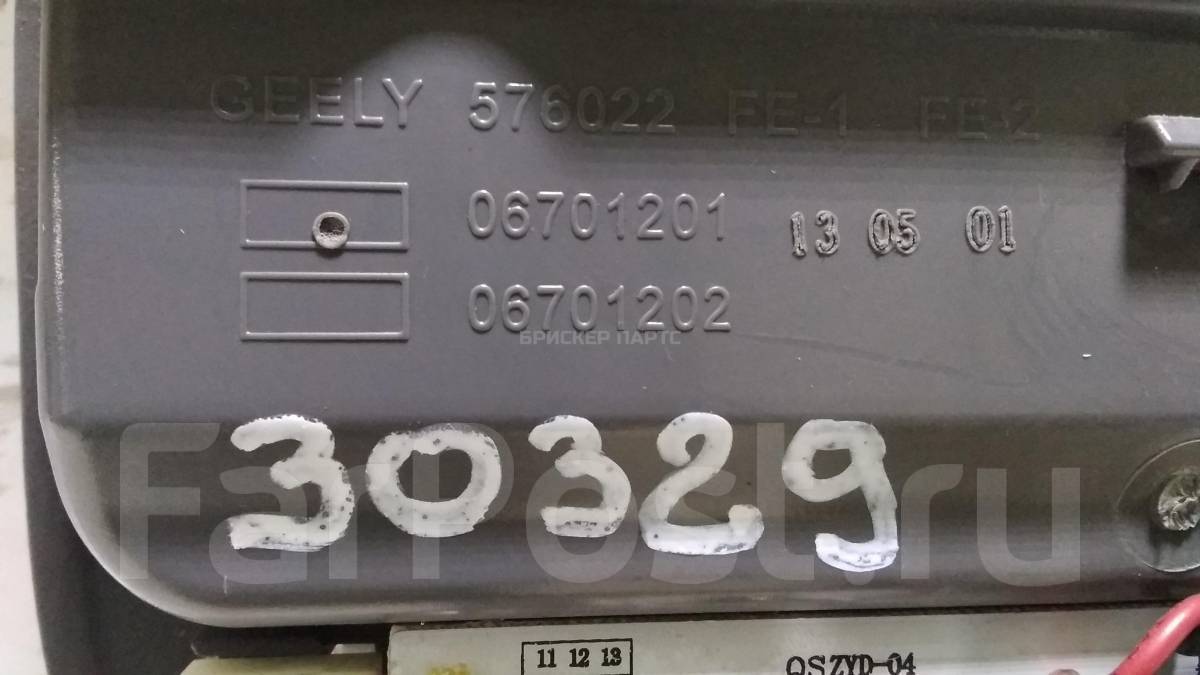 GEELY 576022 FE-1 FE-2
06701201 13 05 01
06701202
БРИСКЕР ПАРТС
30329
FarPost.ru
11 12 13
QSZYD-04